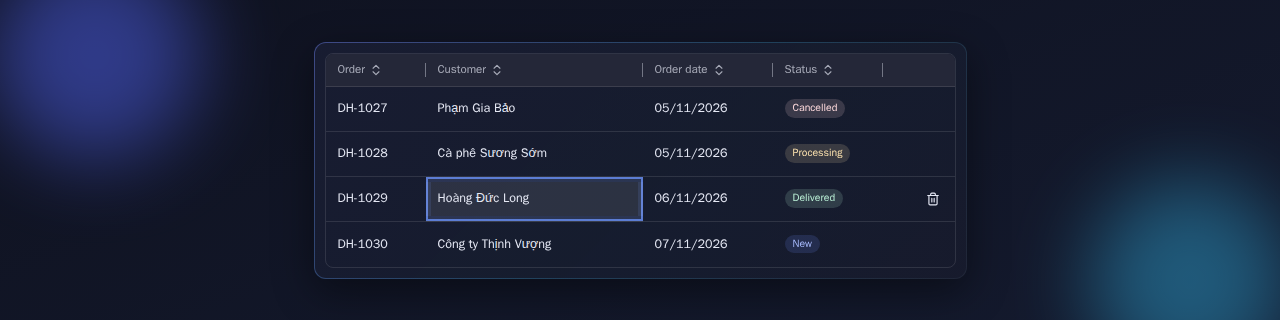 Order Customer Order date Status
DH-1027 Phạm Gia Bảo 05/11/2026 Cancelled
DH-1028 Cà phê Sương Sớm 05/11/2026 Processing
DH-1029 Hoàng Đức Long 06/11/2026 Delivered
DH-1030 Công ty Thịnh Vượng 07/11/2026 New